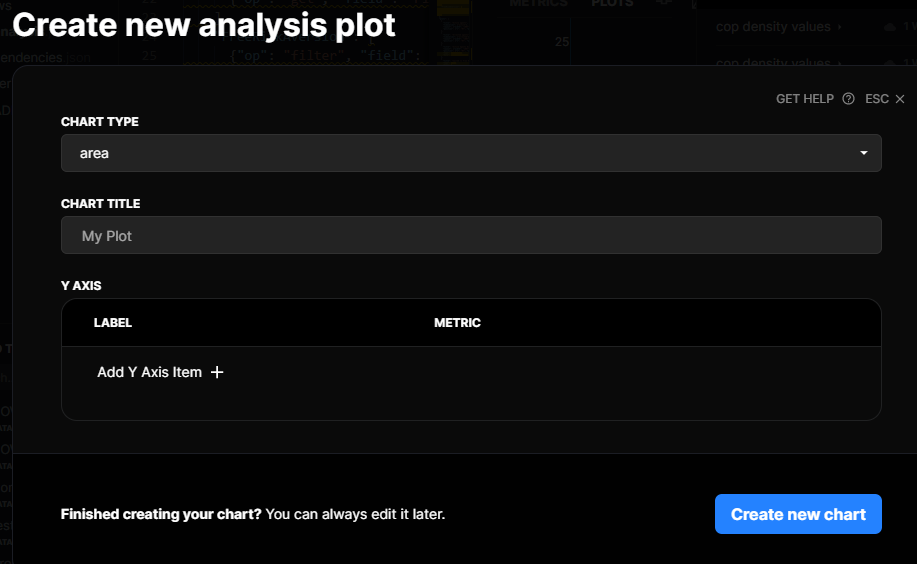 METRICS PLOTS
Create new analysis plot
cop density values
25
endencies
25 {"op": "filter", "field":
cop density values
GET HELP ESC
CHART TYPE
area
CHART TITLE
My Plot
Y AXIS
LABEL METRIC
Add Y Axis Item
Finished creating your chart? You can always edit it later.
Create new chart